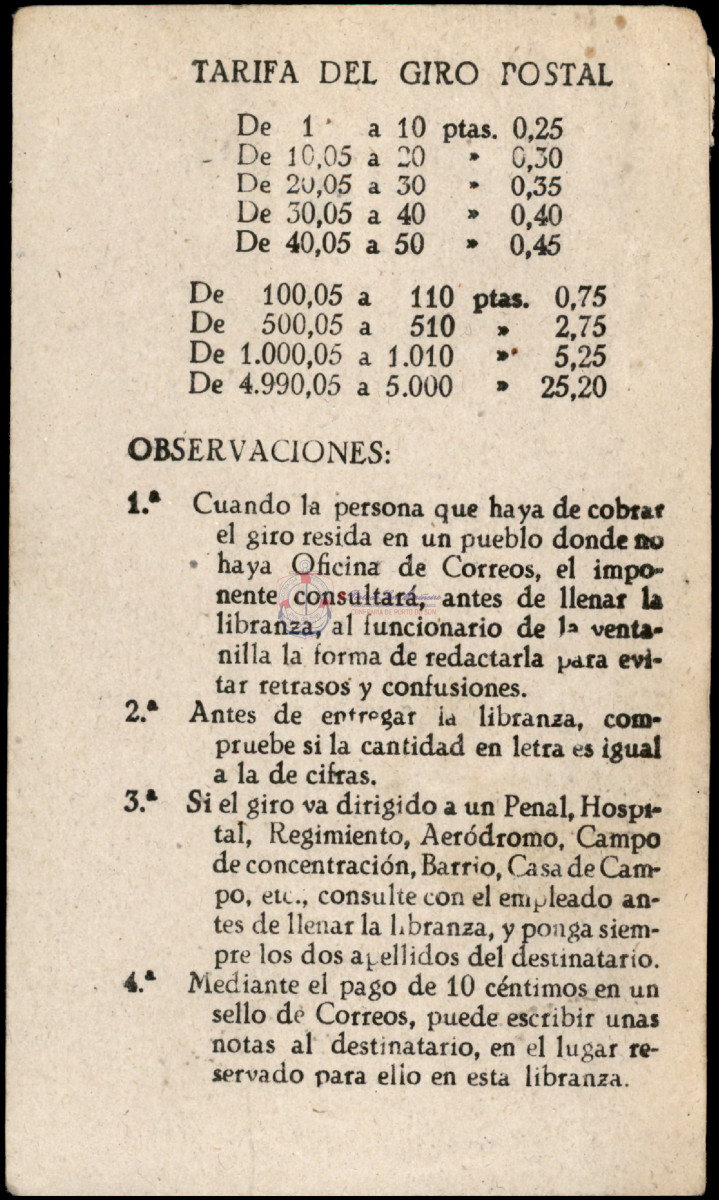 TARIFA DEL GIRO POSTAL
De 1 a 10 ptas. 0,25
De 10,05 a 20 » 0,30
De 20,05 a 30 » 0,35
De 30,05 a 40 » 0,40
De 40,05 a 50 » 0,45
De 100,05 a 110 ptas. 0,75
De 500,05 a 510 » 2,75
De 1.000,05 a 1.010 » 5,25
De 4.990,05 a 5.000 » 25,20
OBSERVACIONES:
1.ª Cuando la persona que haya de cobrar
el giro resida en un pueblo donde no
haya Oficina de Correos, el impo-
nente consultará, antes de llenar la
libranza, al funcionario de la venta-
nilla la forma de redactarla para evi-
tar retrasos y confusiones.
2.ª Antes de entregar la libranza, com-
pruebe si la cantidad en letra es igual
a la de cifras.
3.ª Si el giro va dirigido a un Penal, Hospi-
tal, Regimiento, Aeródromo, Campo
de concentración, Barrio, Casa de Cam-
po, etc., consulte con el empleado an-
tes de llenar la libranza, y ponga siem-
pre los dos apellidos del destinatario.
4.ª Mediante el pago de 10 céntimos en un
sello de Correos, puede escribir unas
notas al destinatario, en el lugar re-
servado para ello en esta libranza.